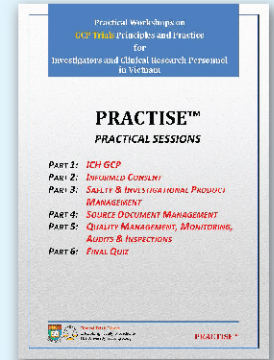 Practical Workshops on
GCP Trials Principles and Practice
for
Investigators and Clinical Research Personnel
in Vietnam
PRACTISE™
PRACTICAL SESSIONS
PART 1: ICH GCP
PART 2: INFORMED CONSENT
PART 3: SAFETY & INVESTIGATIONAL PRODUCT
MANAGEMENT
PART 4: SOURCE DOCUMENT MANAGEMENT
PART 5: QUALITY MANAGEMENT, MONITORING,
AUDITS & INSPECTIONS
PART 6: FINAL QUIZ
PRACTISE™